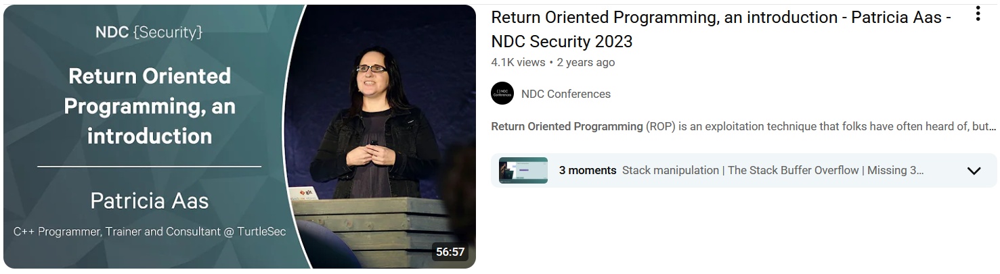 NDC {Security}
Return Oriented
Programming, an
introduction
Patricia Aas
C++ Programmer, Trainer and Consultant @ TurtleSec
git
56:57
Return Oriented Programming, an introduction - Patricia Aas -
NDC Security 2023
4.1K views • 2 years ago
{ } NDC
Conferences
NDC Conferences
Return Oriented Programming (ROP) is an exploitation technique that folks have often heard of, but...
3 moments Stack manipulation | The Stack Buffer Overflow | Missing 3...